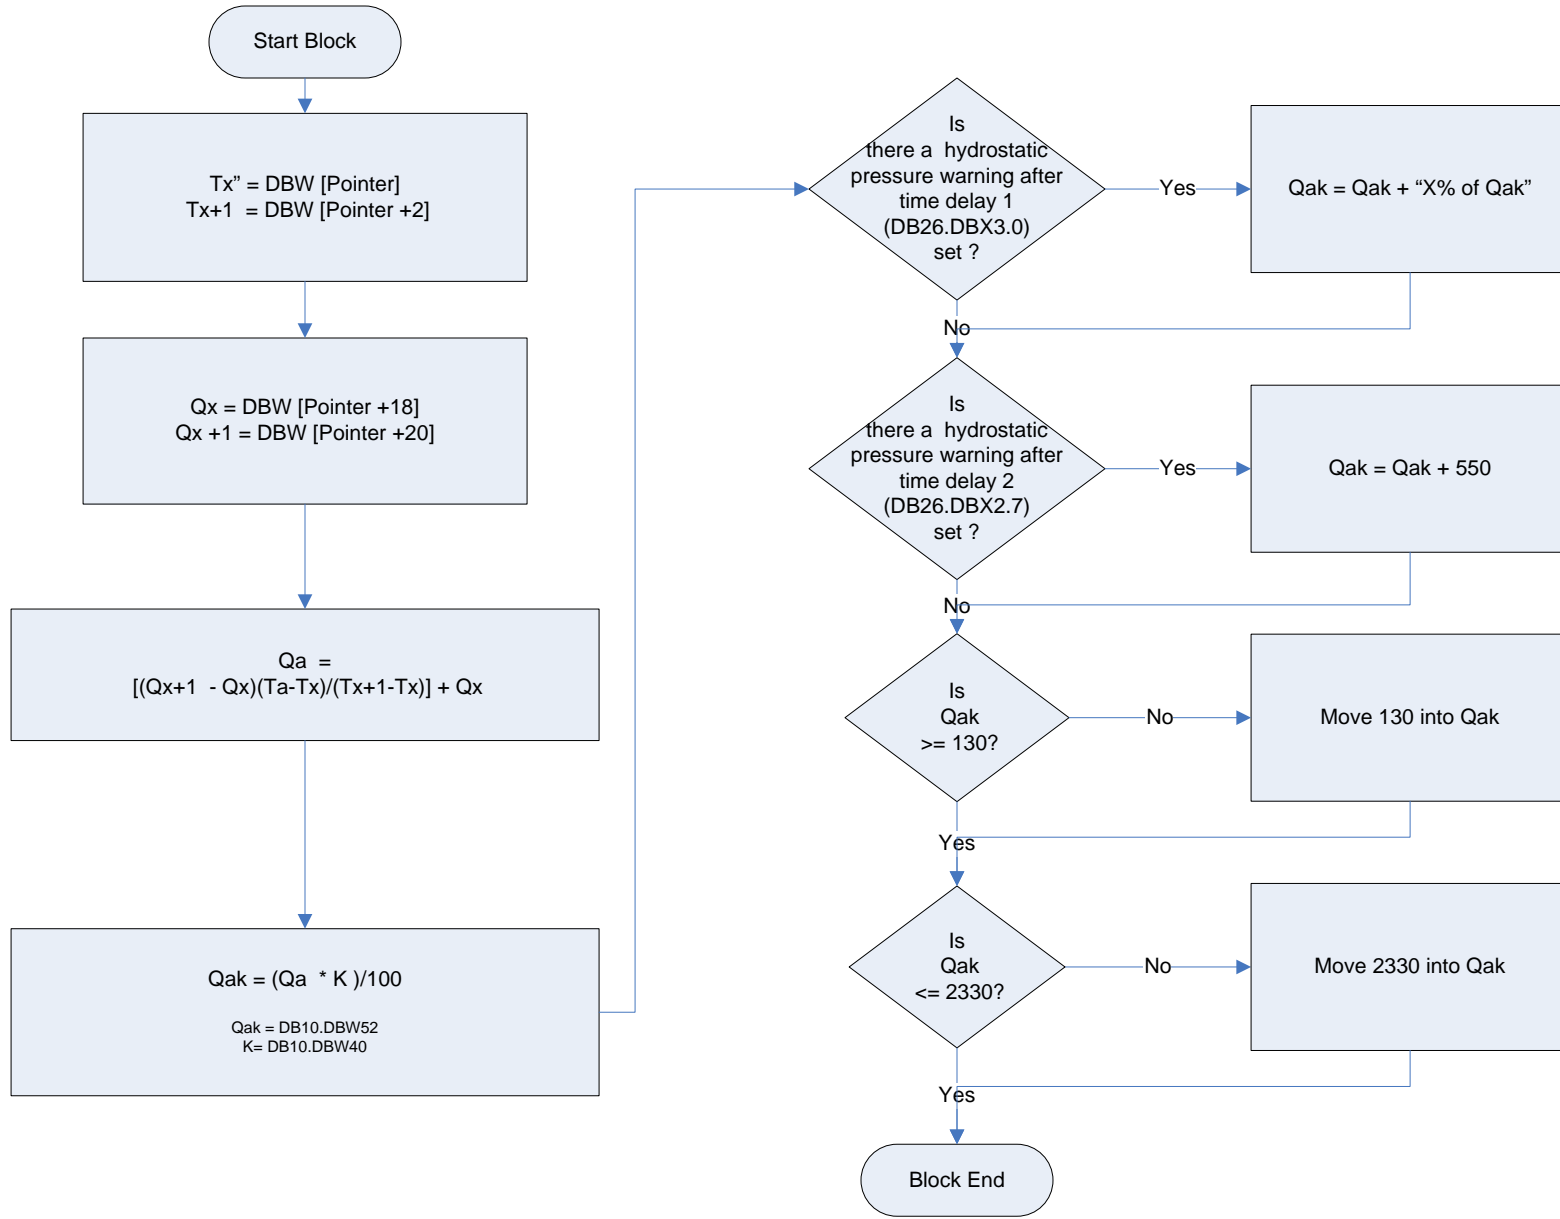 Start Block
Tx” = DBW [Pointer]
Tx+1 = DBW [Pointer +2]
Qx = DBW [Pointer +18]
Qx +1 = DBW [Pointer +20]
Qa =
[(Qx+1 - Qx)(Ta-Tx)/(Tx+1-Tx)] + Qx
Qak = (Qa * K )/100
Qak = DB10.DBW52
K= DB10.DBW40
Is
there a hydrostatic
pressure warning after
time delay 1
(DB26.DBX3.0)
set ?
Yes
Qak = Qak + “X% of Qak”
No
Is
there a hydrostatic
pressure warning after
time delay 2
(DB26.DBX2.7)
set ?
Yes
Qak = Qak + 550
No
Is
Qak
>= 130?
No
Move 130 into Qak
Yes
Is
Qak
<= 2330?
No
Move 2330 into Qak
Yes
Block End